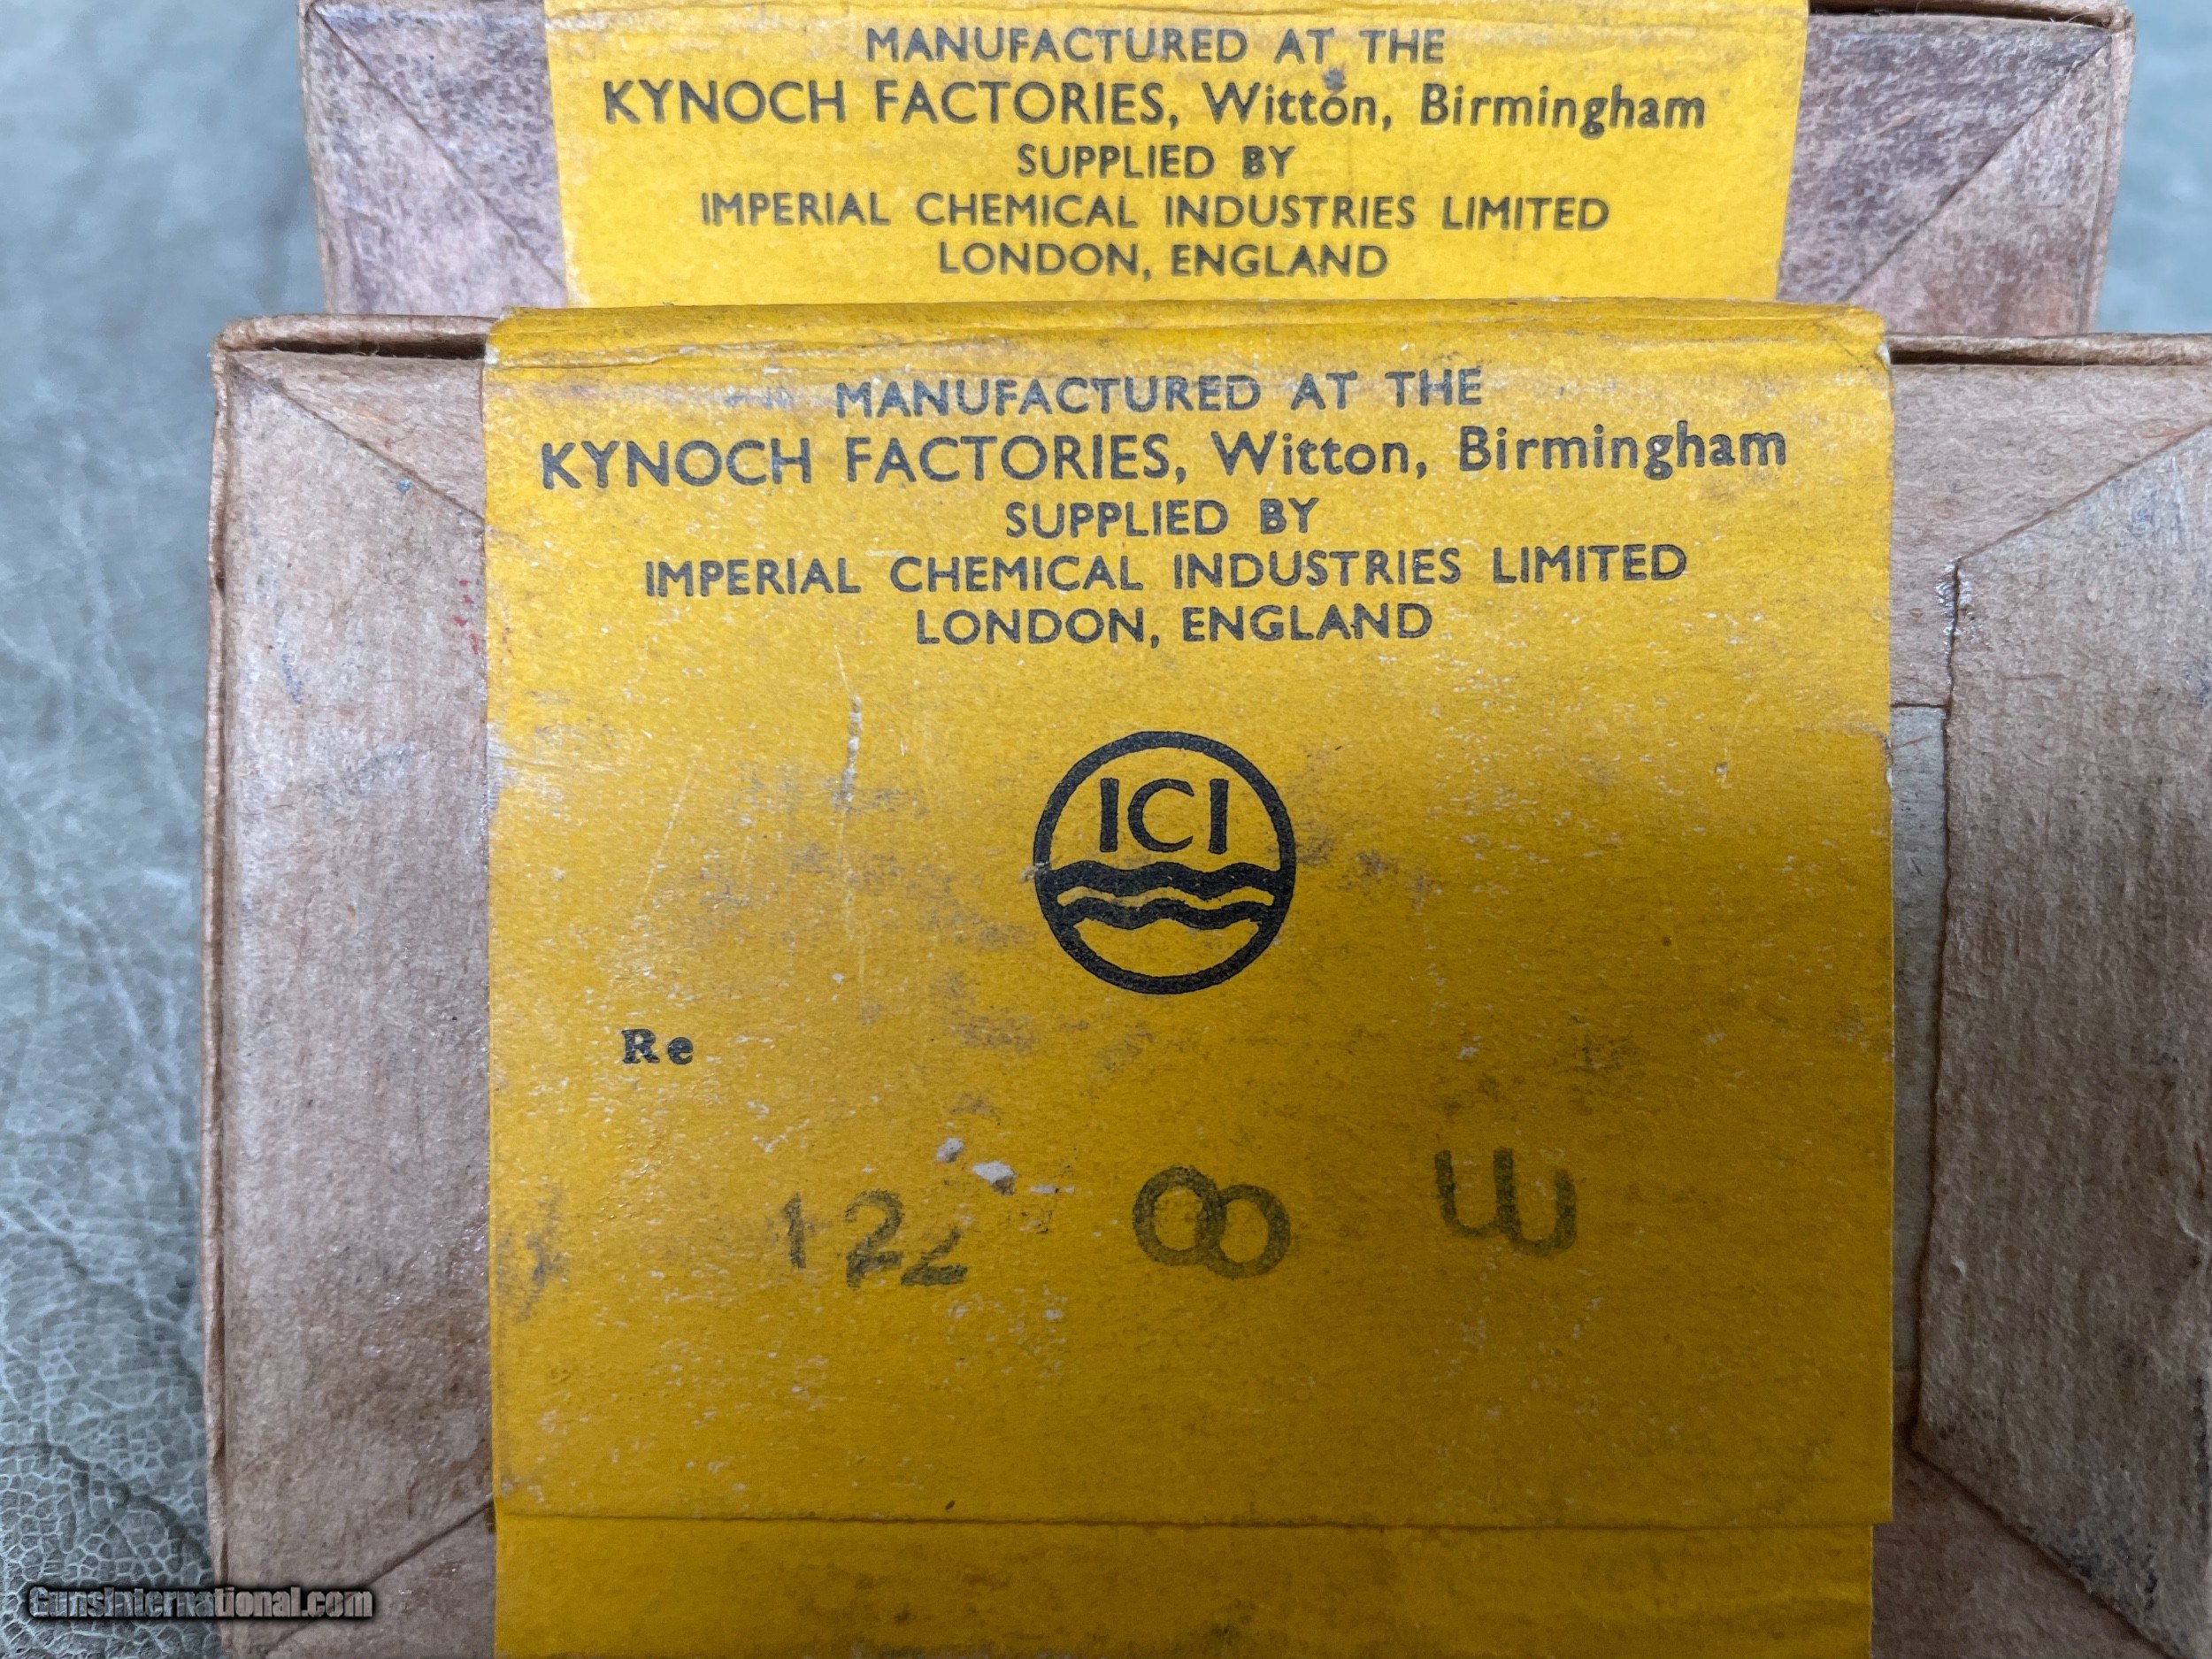 MANUFACTURED AT THE
KYNOCH FACTORIES, Witton, Birmingham
SUPPLIED BY
IMPERIAL CHEMICAL INDUSTRIES LIMITED
LONDON, ENGLAND
MANUFACTURED AT THE
KYNOCH FACTORIES, Witton, Birmingham
SUPPLIED BY
IMPERIAL CHEMICAL INDUSTRIES LIMITED
LONDON, ENGLAND
ICI
Re
122
GunsInternational.com